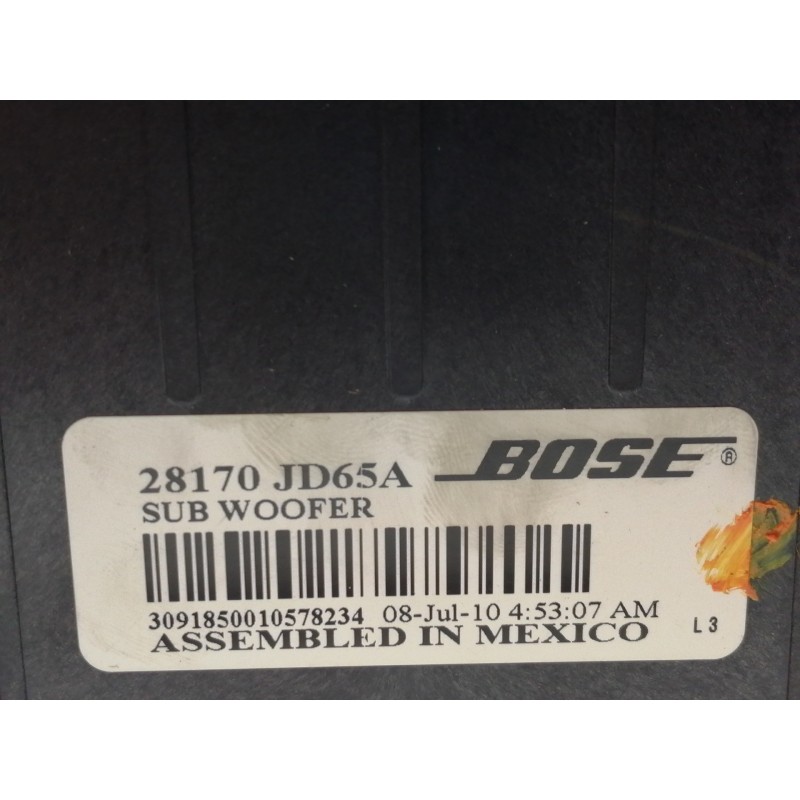 28170 JD65A BOSE®
SUB WOOFER
3091850010578234 08-Jul-10 4:53:07 AM
ASSEMBLED IN MEXICO L 3